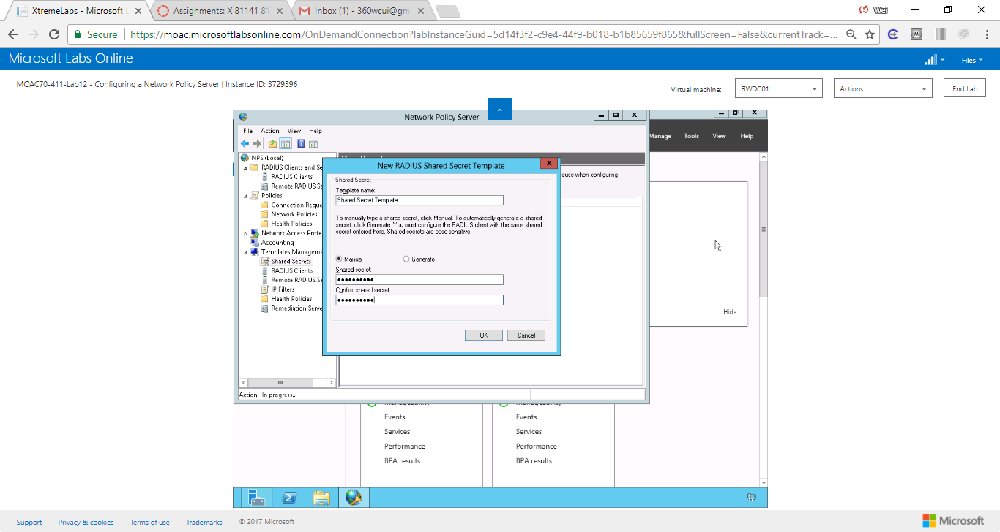 XtremeLabs - Microsoft L
Assignments: X 81141 81
Inbox (1) - 360wcui@gm
Wei
Secure
https://moac.microsoftlabsonline.com/OnDemandConnection?labInstanceGuid=5d14f3f2-c9e4-44f9-b018-b1b85659f865&fullScreen=False&currentTrack=...
Microsoft Labs Online
Files
MOAC70-411-Lab12 - Configuring a Network Policy Server | Instance ID: 3729396
Virtual machine:
RWDC01
Actions
End Lab
Network Policy Server
File Action View Help
Manage Tools View Help
NPS (Local)
RADIUS Clients and Se
RADIUS Clients
Remote RADIUS Se
Policies
Connection Reque
Network Policies
Health Policies
Network Access Prote
Accounting
Templates Manageme
Shared Secrets
RADIUS Clients
Remote RADIUS Se
IP Filters
Health Policies
Remediation Serve
reuse when configuring
New RADIUS Shared Secret Template
Shared Secret
Template name:
Shared Secret Template
To manually type a shared secret, click Manual. To automatically generate a shared
secret, click Generate. You must configure the RADIUS client with the same shared
secret entered here. Shared secrets are case-sensitive.
Manual
Generate
Shared secret:
Confirm shared secret:
OK
Cancel
Hide
Action: In progress...
Manageability
Events
Services
Performance
BPA results
Manageability
Events
Services
Performance
BPA results
Support
Privacy & cookies
Terms of use
Trademarks
© 2017 Microsoft
Microsoft